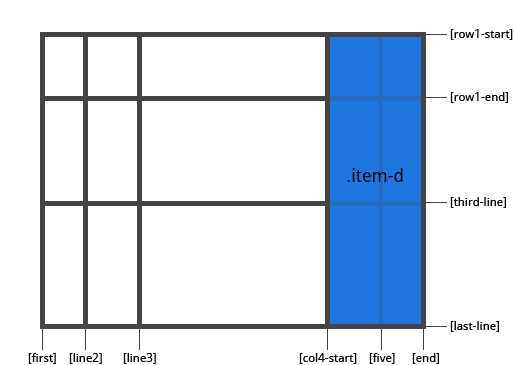 [row1-start]
[row1-end]
.item-d
[third-line]
[last-line]
[first] [line2] [line3] [col4-start] [five] [end]